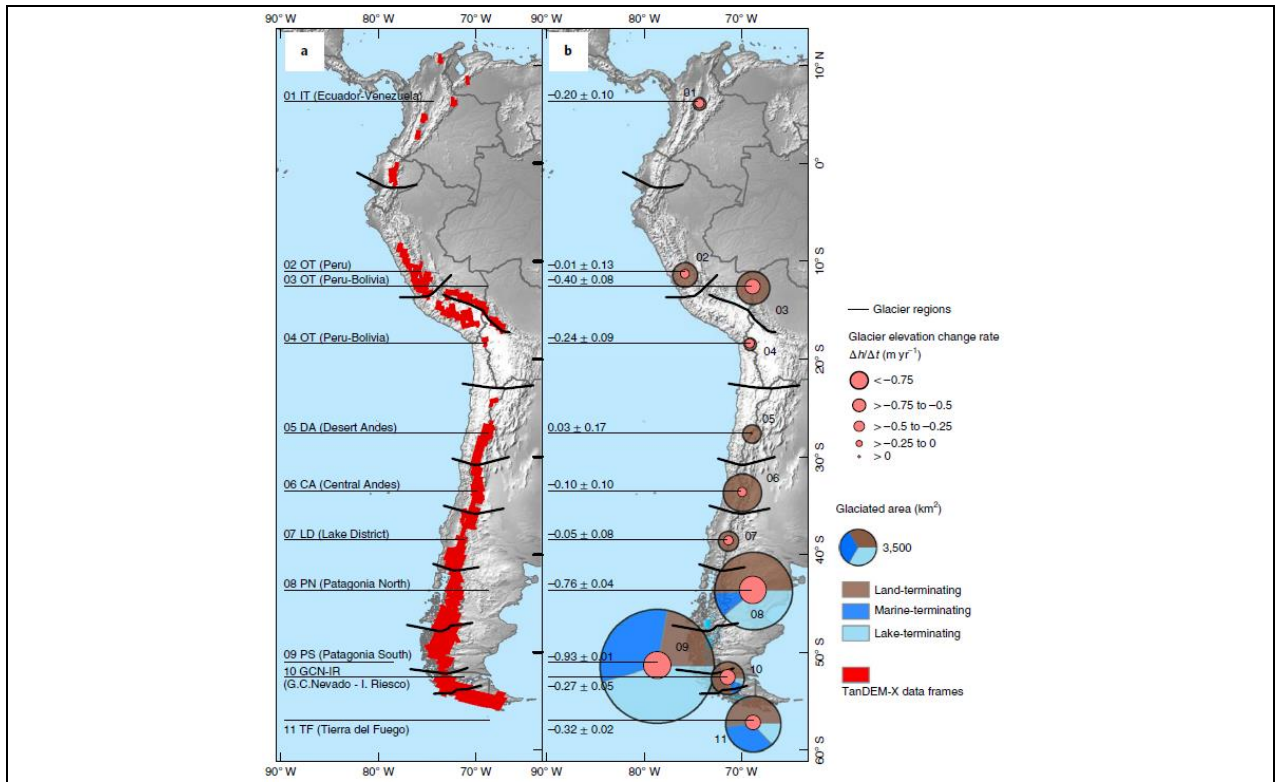 90° W 80° W 70° W 90° W 80° W 70° W
a
b
10° N
0°
10° S
20° S
30° S
40° S
50° S
60° S
01 IT (Ecuador-Venezuela)
02 OT (Peru)
03 OT (Peru-Bolivia)
04 OT (Peru-Bolivia)
05 DA (Desert Andes)
06 CA (Central Andes)
07 LD (Lake District)
08 PN (Patagonia North)
09 PS (Patagonia South)
10 GCN-IR
(G.C.Nevado - I. Riesco)
11 TF (Tierra del Fuego)
−0.20 ± 0.10
−0.01 ± 0.13
−0.40 ± 0.08
−0.24 ± 0.09
0.03 ± 0.17
−0.10 ± 0.10
−0.05 ± 0.08
−0.76 ± 0.04
−0.93 ± 0.01
−0.27 ± 0.05
−0.32 ± 0.02
01
02
03
04
05
06
07
08
09
10
11
Glacier regions
Glacier elevation change rate
Δh/Δt (m yr⁻¹)
< −0.75
> −0.75 to −0.5
> −0.5 to −0.25
> −0.25 to 0
> 0
Glaciated area (km²)
3,500
Land-terminating
Marine-terminating
Lake-terminating
TanDEM-X data frames
90° W 80° W 70° W 80° W 70° W